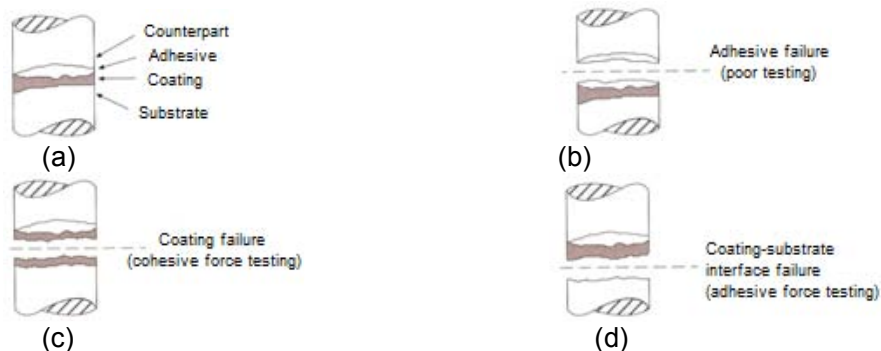 Counterpart
Adhesive
Coating
Substrate
(a)
Adhesive failure
(poor testing)
(b)
Coating failure
(cohesive force testing)
(c)
Coating-substrate
interface failure
(adhesive force testing)
(d)